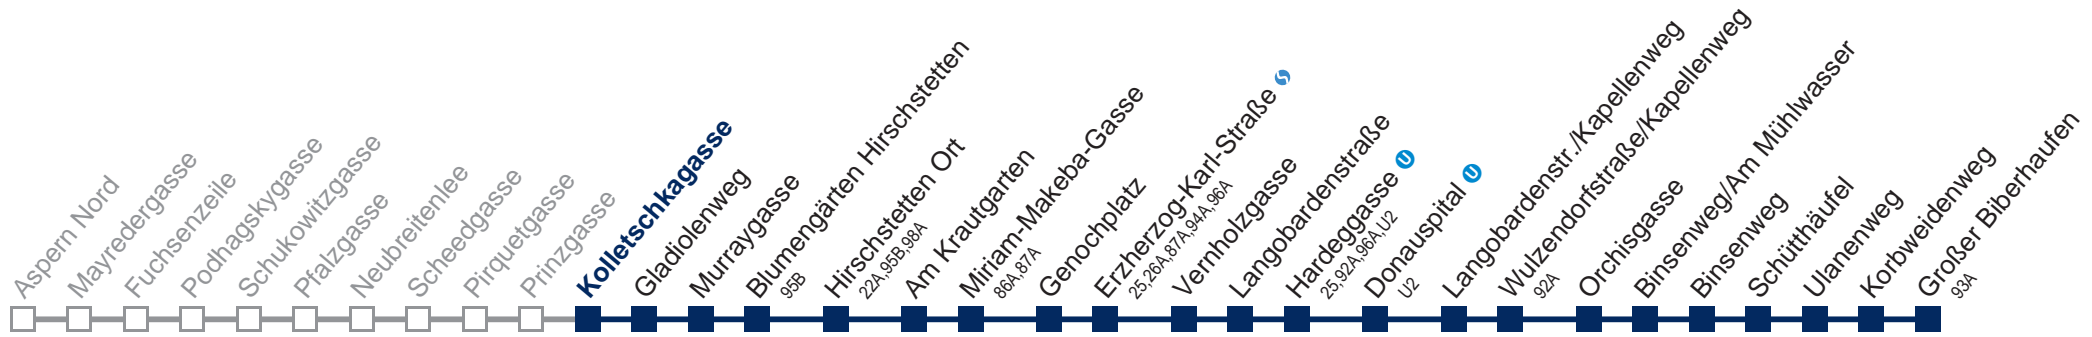 Aspern Nord
Mayredergasse
Fuchsenzeile
Podhagskygasse
Schukowitzgasse
Pfalzgasse
Neubreitenlee
Scheedgasse
Pirquetgasse
Prinzgasse
Kolletschkagasse
Gladiolenweg
Murraygasse
Blumengärten Hirschstetten
95B
Hirschstetten Ort
22A,95B,98A
Am Krautgarten
Miriam-Makeba-Gasse
86A,87A
Genochplatz
Erzherzog-Karl-Straße S
25,26A,87A,94A,96A
Vernholzgasse
Langobardenstraße
Hardeggasse U
25,92A,96A,U2
Donauspital U
U2
Langobardenstr./Kapellenweg
Wulzendorfstraße/Kapellenweg
92A
Orchisgasse
Binsenweg/Am Mühlwasser
Binsenweg
Schütthäufel
Ulanenweg
Korbweidenweg
Großer Biberhaufen
93A